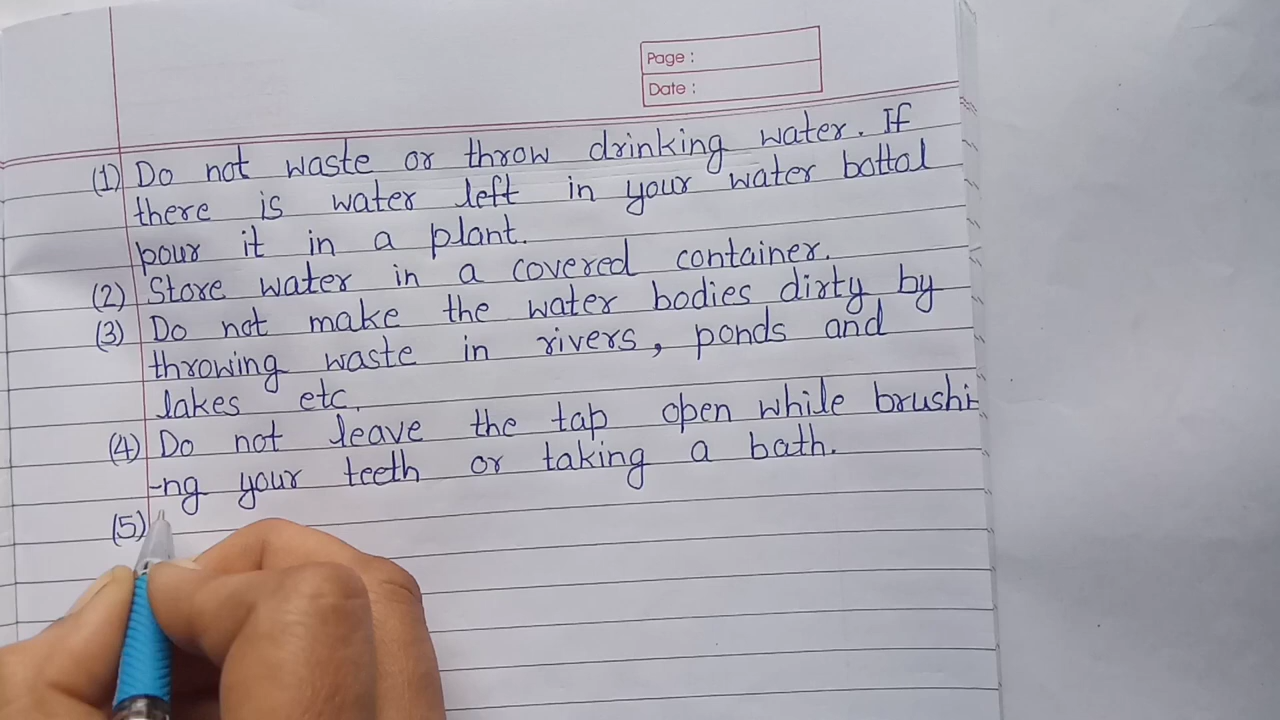 Page :
Date :
(1) Do not waste or throw drinking water. If
there is water left in your water bottal
pour it in a plant.
(2) Store water in a covered container.
(3) Do not make the water bodies dirty by
throwing waste in rivers, ponds and
lakes etc.
(4) Do not leave the tap open while brushi
-ng your teeth or taking a bath.
(5)